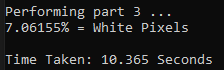 Performing part 3 ...
7.06155% = White Pixels
Time Taken: 10.365 Seconds